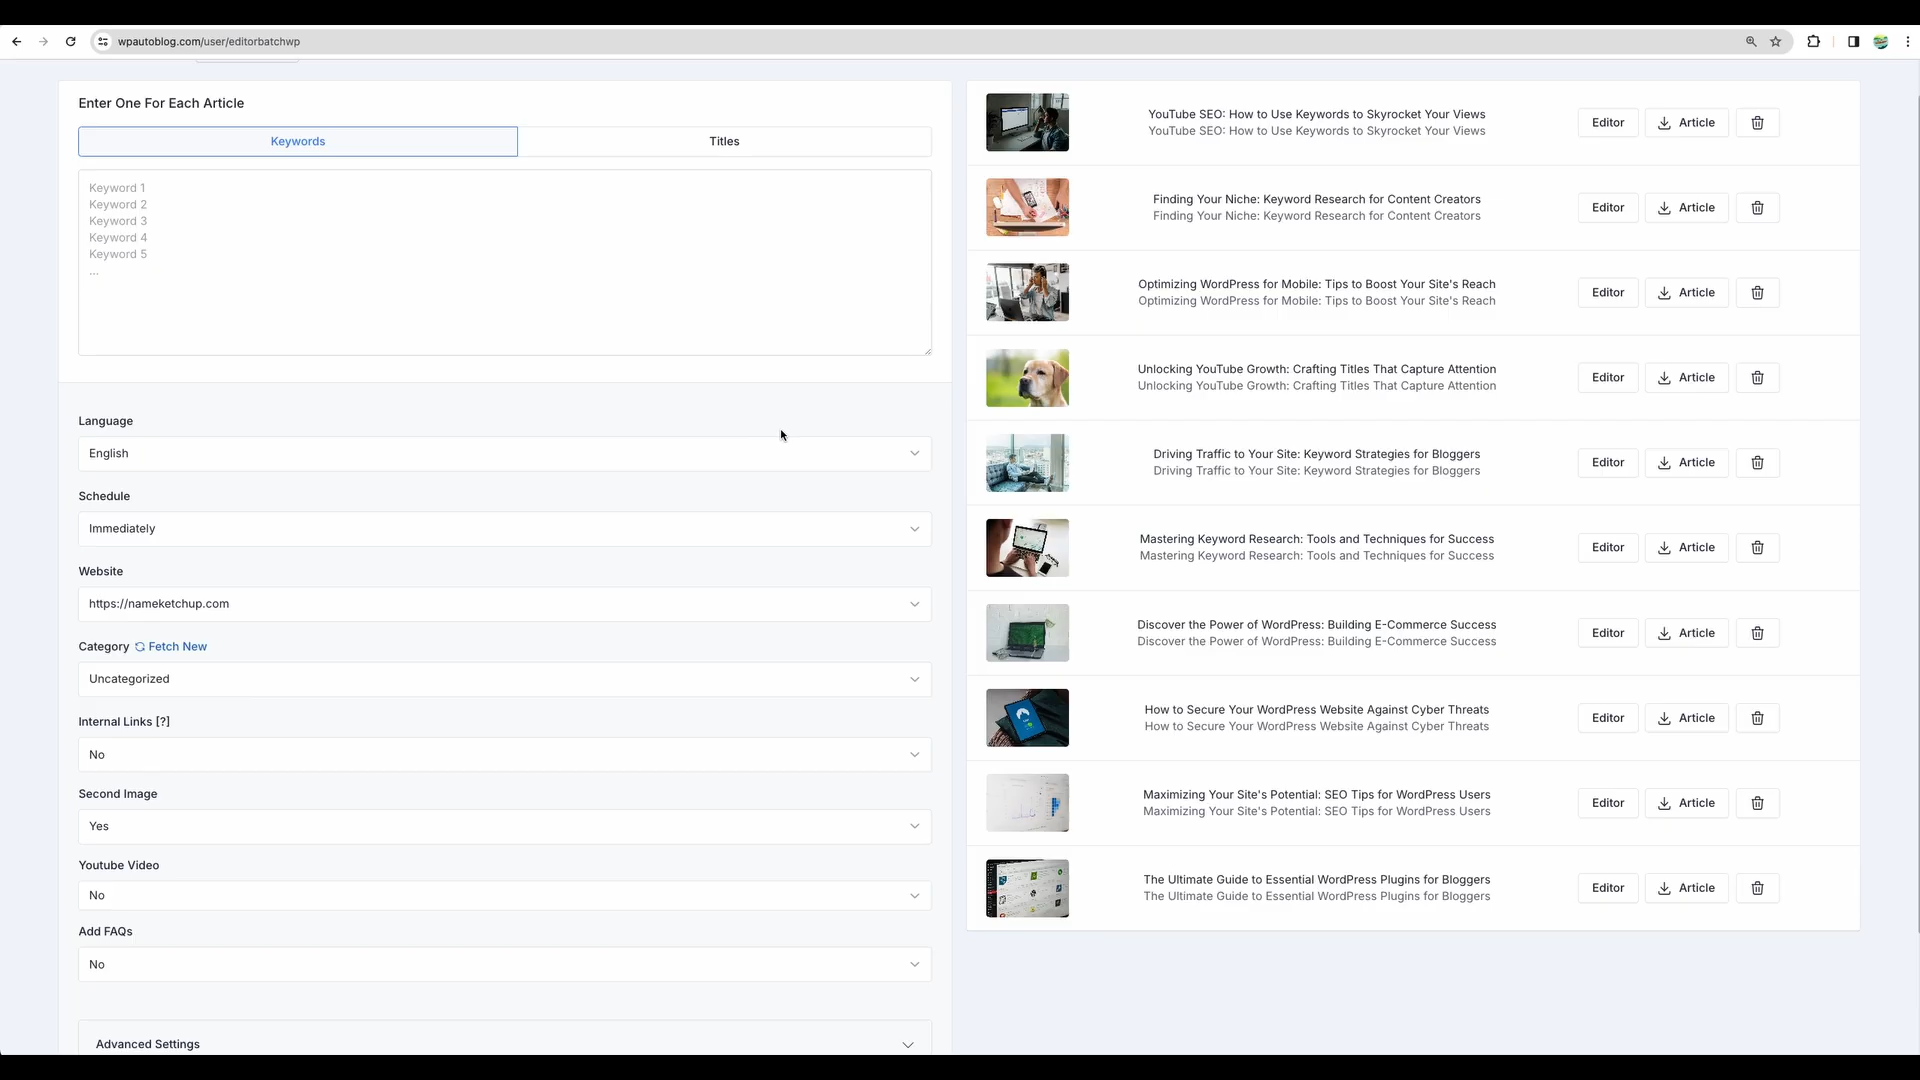 wpautoblog.com/user/editorbatchwp
Enter One For Each Article
Keywords
Titles
Keyword 1
Keyword 2
Keyword 3
Keyword 4
Keyword 5
...
Language
English
Schedule
Immediately
Website
https://nameketchup.com
Category Fetch New
Uncategorized
Internal Links [?]
No
Second Image
Yes
Youtube Video
No
Add FAQs
No
Advanced Settings
YouTube SEO: How to Use Keywords to Skyrocket Your Views
YouTube SEO: How to Use Keywords to Skyrocket Your Views
Editor Article
Finding Your Niche: Keyword Research for Content Creators
Finding Your Niche: Keyword Research for Content Creators
Editor Article
Optimizing WordPress for Mobile: Tips to Boost Your Site's Reach
Optimizing WordPress for Mobile: Tips to Boost Your Site's Reach
Editor Article
Unlocking YouTube Growth: Crafting Titles That Capture Attention
Unlocking YouTube Growth: Crafting Titles That Capture Attention
Editor Article
Driving Traffic to Your Site: Keyword Strategies for Bloggers
Driving Traffic to Your Site: Keyword Strategies for Bloggers
Editor Article
Mastering Keyword Research: Tools and Techniques for Success
Mastering Keyword Research: Tools and Techniques for Success
Editor Article
Discover the Power of WordPress: Building E-Commerce Success
Discover the Power of WordPress: Building E-Commerce Success
Editor Article
How to Secure Your WordPress Website Against Cyber Threats
How to Secure Your WordPress Website Against Cyber Threats
Editor Article
Maximizing Your Site's Potential: SEO Tips for WordPress Users
Maximizing Your Site's Potential: SEO Tips for WordPress Users
Editor Article
The Ultimate Guide to Essential WordPress Plugins for Bloggers
The Ultimate Guide to Essential WordPress Plugins for Bloggers
Editor Article